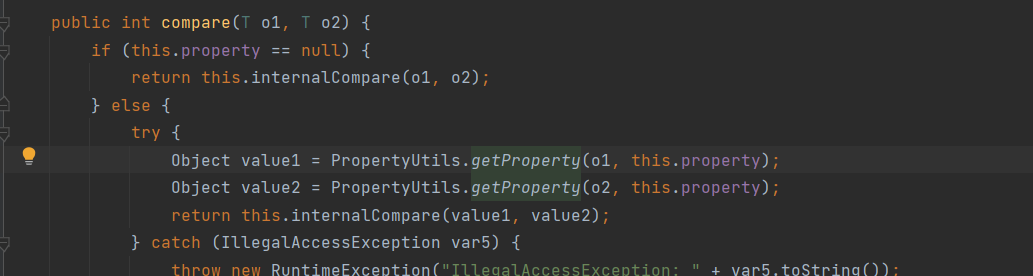 public int compare(T o1, T o2) {
if (this.property == null) {
return this.internalCompare(o1, o2);
} else {
try {
Object value1 = PropertyUtils.getProperty(o1, this.property);
Object value2 = PropertyUtils.getProperty(o2, this.property);
return this.internalCompare(value1, value2);
} catch (IllegalAccessException var5) {
throw new RuntimeException("IllegalAccessException: " + var5.toString());